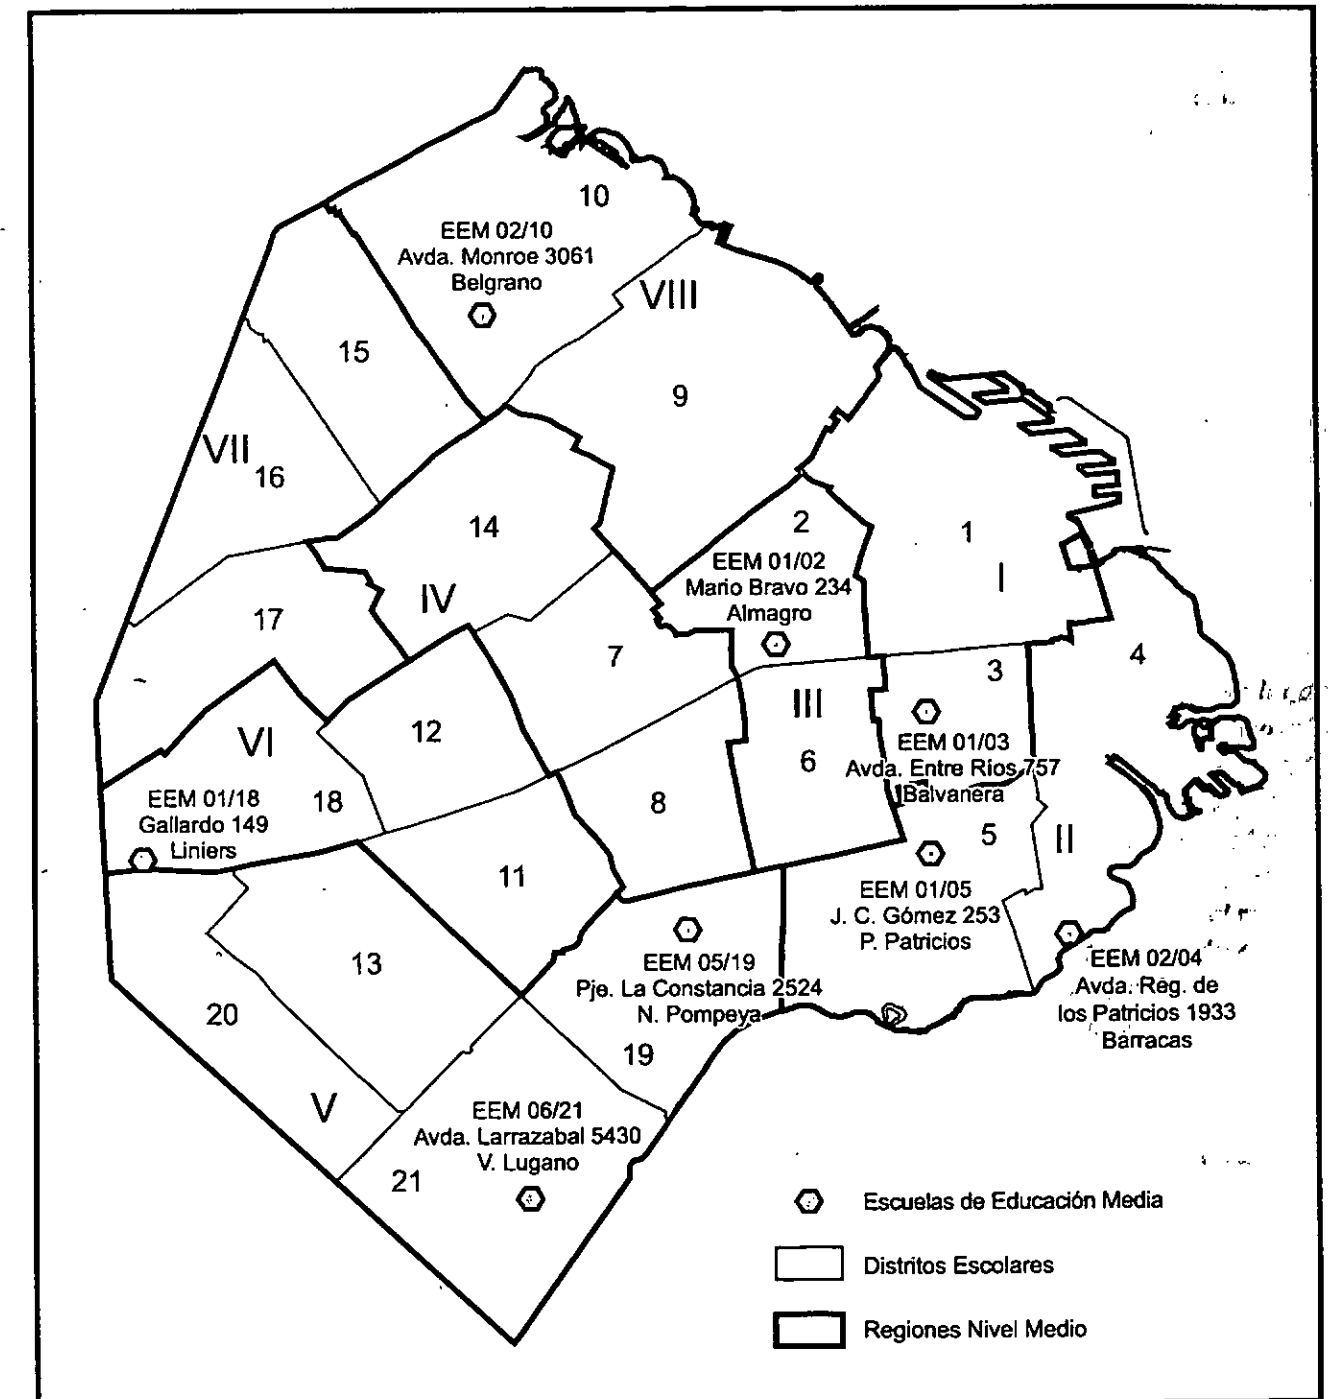 10
EEM 02/10
Avda. Monroe 3061
Belgrano
VIII
15
9
VII
16
14
2
1
EEM 01/02
Mario Bravo 234
Almagro
I
IV
17
7
4
3
III
12
VI
EEM 01/03
Avda. Entre Ríos 757
Balvanera
6
EEM 01/18
Gallardo 149
Liniers
18
8
5
II
11
EEM 01/05
J. C. Gómez 253
P. Patricios
13
EEM 05/19
Pje. La Constancia 2524
N. Pompeya
EEM 02/04
Avda. Reg. de
los Patricios 1933
Barracas
20
19
V
EEM 06/21
Avda. Larrazabal 5430
V. Lugano
21
Escuelas de Educación Media
Distritos Escolares
Regiones Nivel Medio